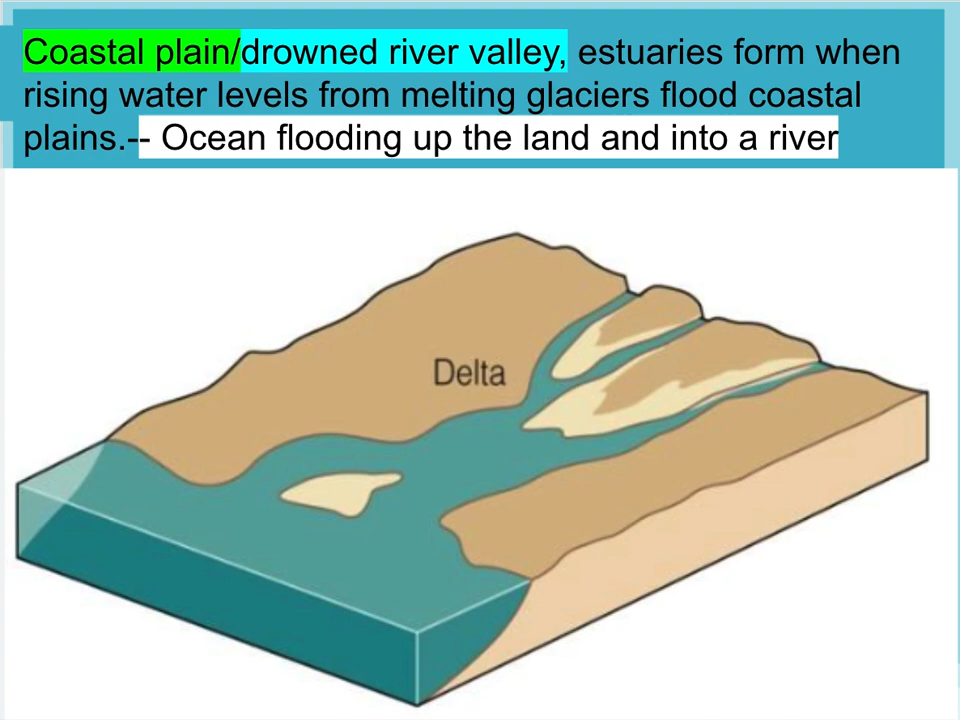 Coastal plain/drowned river valley, estuaries form when
rising water levels from melting glaciers flood coastal
plains.-- Ocean flooding up the land and into a river
Delta